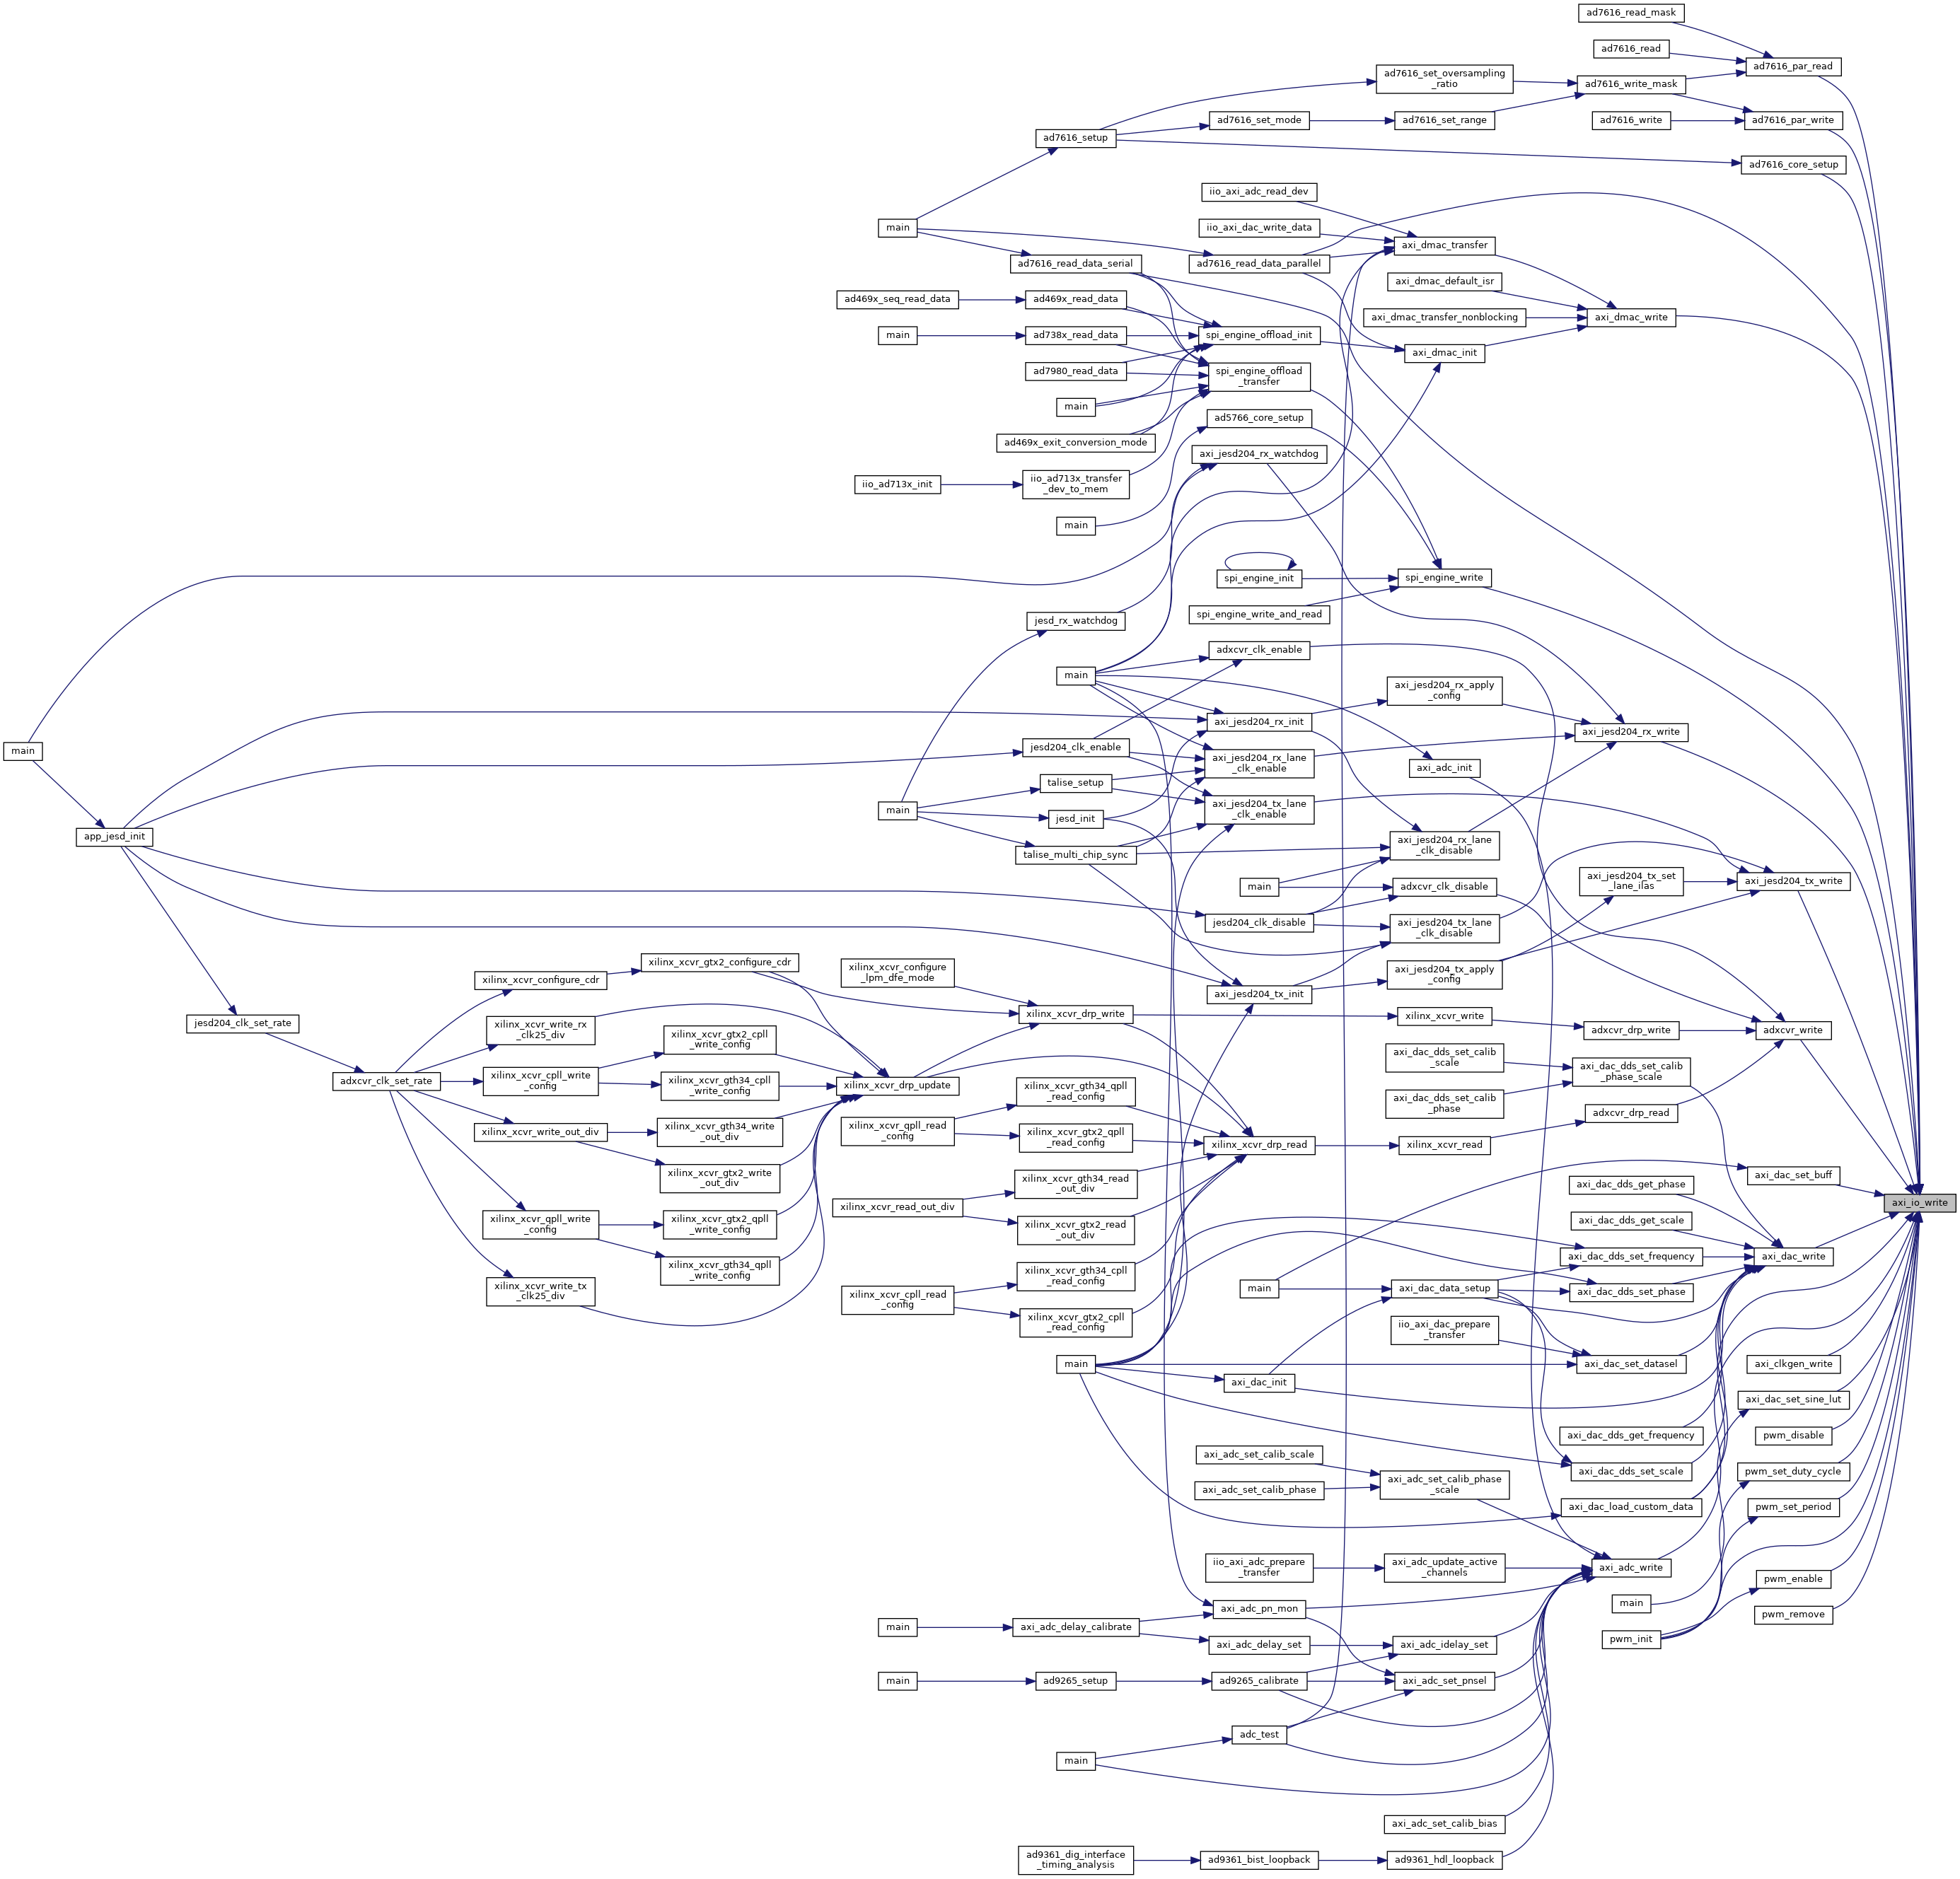 ad7616_read_mask
ad7616_read
ad7616_par_read
ad7616_set_oversampling
_ratio
ad7616_write_mask
ad7616_set_mode
ad7616_set_range
ad7616_write
ad7616_par_write
ad7616_setup
ad7616_core_setup
iio_axi_adc_read_dev
main
iio_axi_dac_write_data
axi_dmac_transfer
ad7616_read_data_serial
ad7616_read_data_parallel
axi_dmac_default_isr
ad469x_seq_read_data
ad469x_read_data
axi_dmac_transfer_nonblocking
axi_dmac_write
main
ad738x_read_data
spi_engine_offload_init
axi_dmac_init
ad7980_read_data
spi_engine_offload
_transfer
main
ad5766_core_setup
ad469x_exit_conversion_mode
axi_jesd204_rx_watchdog
iio_ad713x_init
iio_ad713x_transfer
_dev_to_mem
main
spi_engine_init
spi_engine_write
spi_engine_write_and_read
jesd_rx_watchdog
adxcvr_clk_enable
main
axi_jesd204_rx_apply
_config
axi_jesd204_rx_init
axi_jesd204_rx_write
main
jesd204_clk_enable
axi_jesd204_rx_lane
_clk_enable
axi_adc_init
talise_setup
main
axi_jesd204_tx_lane
_clk_enable
jesd_init
app_jesd_init
talise_multi_chip_sync
axi_jesd204_rx_lane
_clk_disable
main
adxcvr_clk_disable
axi_jesd204_tx_set
_lane_ilas
axi_jesd204_tx_write
jesd204_clk_disable
axi_jesd204_tx_lane
_clk_disable
xilinx_xcvr_gtx2_configure_cdr
xilinx_xcvr_configure
_lpm_dfe_mode
xilinx_xcvr_configure_cdr
axi_jesd204_tx_apply
_config
axi_jesd204_tx_init
jesd204_clk_set_rate
xilinx_xcvr_write_rx
_clk25_div
xilinx_xcvr_gtx2_cpll
_write_config
xilinx_xcvr_drp_write
xilinx_xcvr_write
adxcvr_drp_write
adxcvr_write
axi_dac_dds_set_calib
_scale
axi_dac_dds_set_calib
_phase_scale
adxcvr_clk_set_rate
xilinx_xcvr_cpll_write
_config
xilinx_xcvr_gth34_cpll
_write_config
xilinx_xcvr_drp_update
xilinx_xcvr_gth34_qpll
_read_config
axi_dac_dds_set_calib
_phase
adxcvr_drp_read
xilinx_xcvr_write_out_div
xilinx_xcvr_gth34_write
_out_div
xilinx_xcvr_qpll_read
_config
xilinx_xcvr_gtx2_qpll
_read_config
xilinx_xcvr_drp_read
xilinx_xcvr_read
xilinx_xcvr_gtx2_write
_out_div
xilinx_xcvr_gth34_read
_out_div
axi_dac_set_buff
axi_dac_dds_get_phase
xilinx_xcvr_read_out_div
axi_io_write
xilinx_xcvr_qpll_write
_config
xilinx_xcvr_gtx2_qpll
_write_config
xilinx_xcvr_gtx2_read
_out_div
axi_dac_dds_get_scale
axi_dac_dds_set_frequency
axi_dac_write
xilinx_xcvr_gth34_qpll
_write_config
xilinx_xcvr_gth34_cpll
_read_config
xilinx_xcvr_write_tx
_clk25_div
xilinx_xcvr_cpll_read
_config
main
axi_dac_data_setup
axi_dac_dds_set_phase
xilinx_xcvr_gtx2_cpll
_read_config
iio_axi_dac_prepare
_transfer
main
axi_dac_set_datasel
axi_clkgen_write
axi_dac_init
axi_dac_set_sine_lut
axi_dac_dds_get_frequency
pwm_disable
axi_adc_set_calib_scale
axi_dac_dds_set_scale
pwm_set_duty_cycle
axi_adc_set_calib_phase
axi_adc_set_calib_phase
_scale
axi_dac_load_custom_data
pwm_set_period
iio_axi_adc_prepare
_transfer
axi_adc_update_active
_channels
axi_adc_write
pwm_enable
main
axi_adc_pn_mon
pwm_remove
main
axi_adc_delay_calibrate
axi_adc_delay_set
axi_adc_idelay_set
pwm_init
main
ad9265_setup
ad9265_calibrate
axi_adc_set_pnsel
adc_test
main
axi_adc_set_calib_bias
ad9361_dig_interface
_timing_analysis
ad9361_bist_loopback
ad9361_hdl_loopback